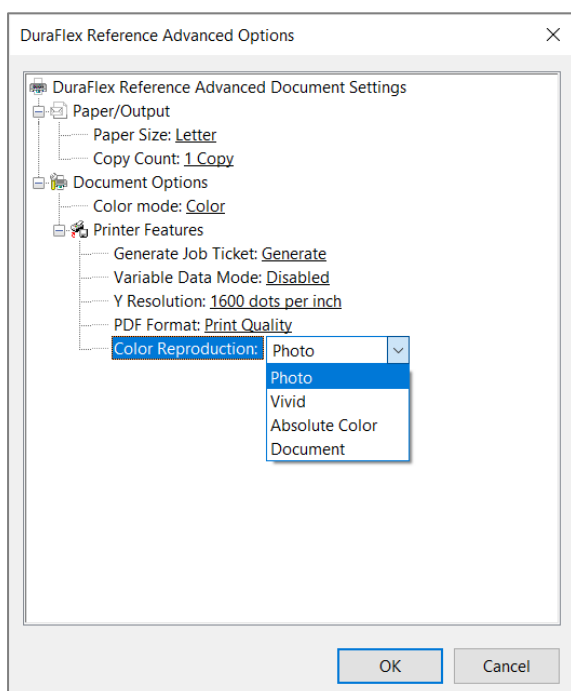 DuraFlex Reference Advanced Options
DuraFlex Reference Advanced Document Settings
Paper/Output
Paper Size: Letter
Copy Count: 1 Copy
Document Options
Color mode: Color
Printer Features
Generate Job Ticket: Generate
Variable Data Mode: Disabled
Y Resolution: 1600 dots per inch
PDF Format: Print Quality
Color Reproduction: Photo
Photo
Vivid
Absolute Color
Document
OK Cancel